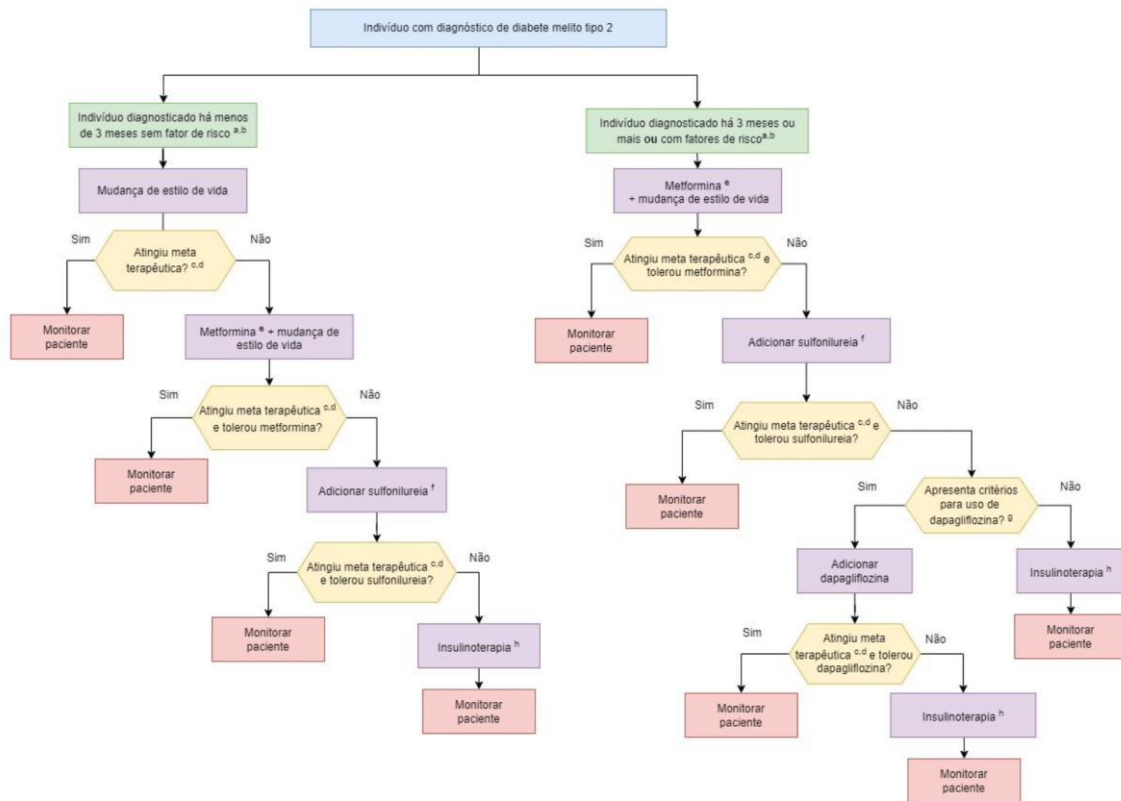 Indivíduo com diagnóstico de diabete melito tipo 2
Indivíduo diagnosticado há menos
de 3 meses sem fator de risco a,b
Mudança de estilo de vida
Sim
Não
Atingiu meta
terapêutica? c,d
Monitorar
paciente
Metformina e + mudança de
estilo de vida
Sim
Não
Atingiu meta terapêutica c,d
e tolerou metformina?
Monitorar
paciente
Adicionar sulfonilureia f
Sim
Não
Atingiu meta terapêutica c,d
e tolerou sulfonilureia?
Monitorar
paciente
Insulinoterapia h
Monitorar
paciente
Indivíduo diagnosticado há 3 meses ou
mais ou com fatores de risco a,b
Metformina e
+ mudança de estilo de vida
Sim
Não
Atingiu meta terapêutica c,d e
tolerou metformina?
Monitorar
paciente
Adicionar sulfonilureia f
Sim
Não
Atingiu meta terapêutica c,d e
tolerou sulfonilureia?
Monitorar
paciente
Sim
Não
Apresenta critérios
para uso de
dapagliflozina? g
Adicionar
dapagliflozina
Insulinoterapia h
Monitorar
paciente
Sim
Não
Atingiu meta
terapêutica c,d e tolerou
dapagliflozina?
Monitorar
paciente
Insulinoterapia h
Monitorar
paciente